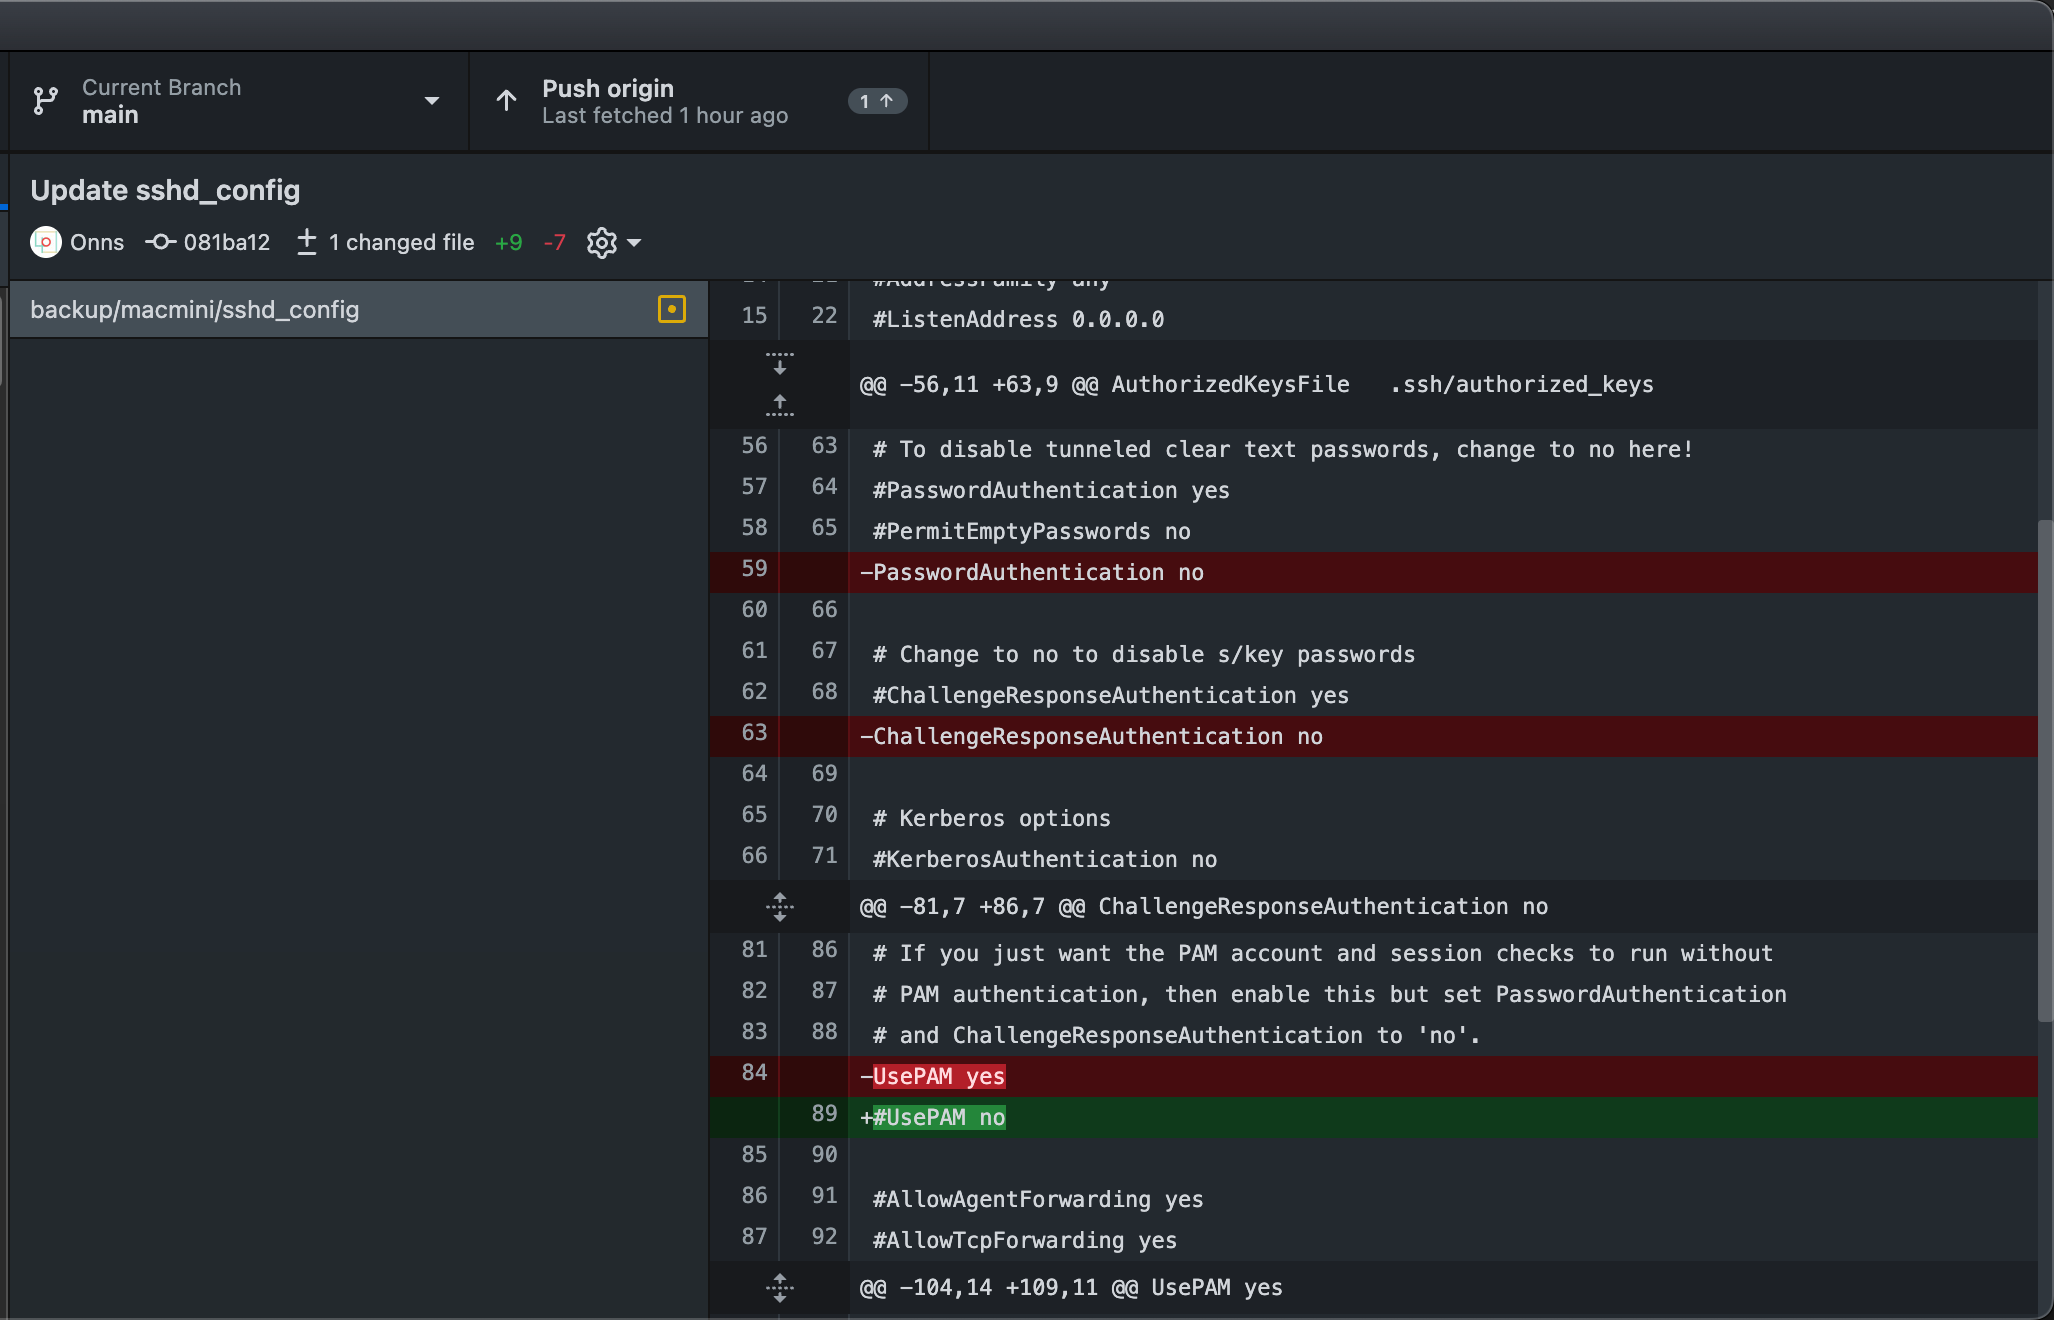 Current Branch
main
Push origin
Last fetched 1 hour ago
1
Update sshd_config
Onns 081ba12 1 changed file +9 -7
backup/macmini/sshd_config
#AddressFamily any
15 22 #ListenAddress 0.0.0.0
@@ -56,11 +63,9 @@ AuthorizedKeysFile .ssh/authorized_keys
56 63 # To disable tunneled clear text passwords, change to no here!
57 64 #PasswordAuthentication yes
58 65 #PermitEmptyPasswords no
59 -PasswordAuthentication no
60 66
61 67 # Change to no to disable s/key passwords
62 68 #ChallengeResponseAuthentication yes
63 -ChallengeResponseAuthentication no
64 69
65 70 # Kerberos options
66 71 #KerberosAuthentication no
@@ -81,7 +86,7 @@ ChallengeResponseAuthentication no
81 86 # If you just want the PAM account and session checks to run without
82 87 # PAM authentication, then enable this but set PasswordAuthentication
83 88 # and ChallengeResponseAuthentication to 'no'.
84 -UsePAM yes
89 +#UsePAM no
85 90
86 91 #AllowAgentForwarding yes
87 92 #AllowTcpForwarding yes
@@ -104,14 +109,11 @@ UsePAM yes